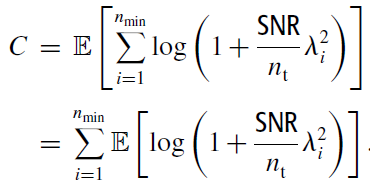 C = 𝔼 [ ∑_{i=1}^{n_min} log ( 1 + SNR/n_t λ_i^2 ) ]
= ∑_{i=1}^{n_min} 𝔼 [ log ( 1 + SNR/n_t λ_i^2 ) ] .